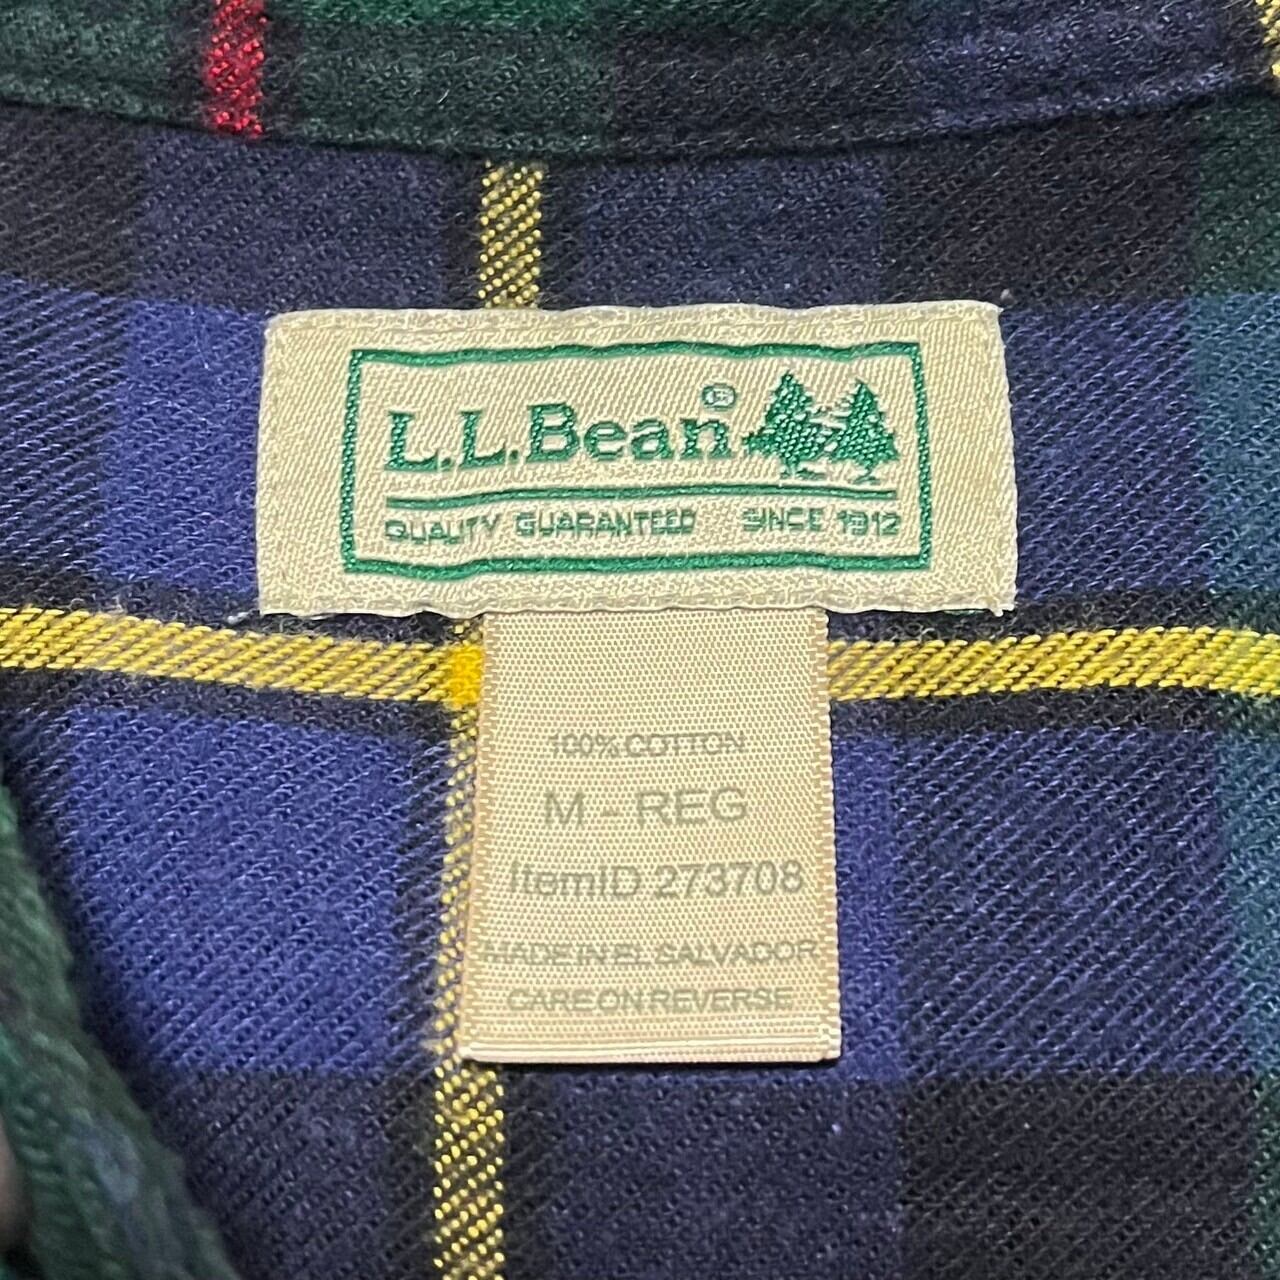 L.L.Bean®
QUALITY GUARANTEED SINCE 1912
100% COTTON
M - REG
ItemID 273708
MADE IN EL SALVADOR
CARE ON REVERSE